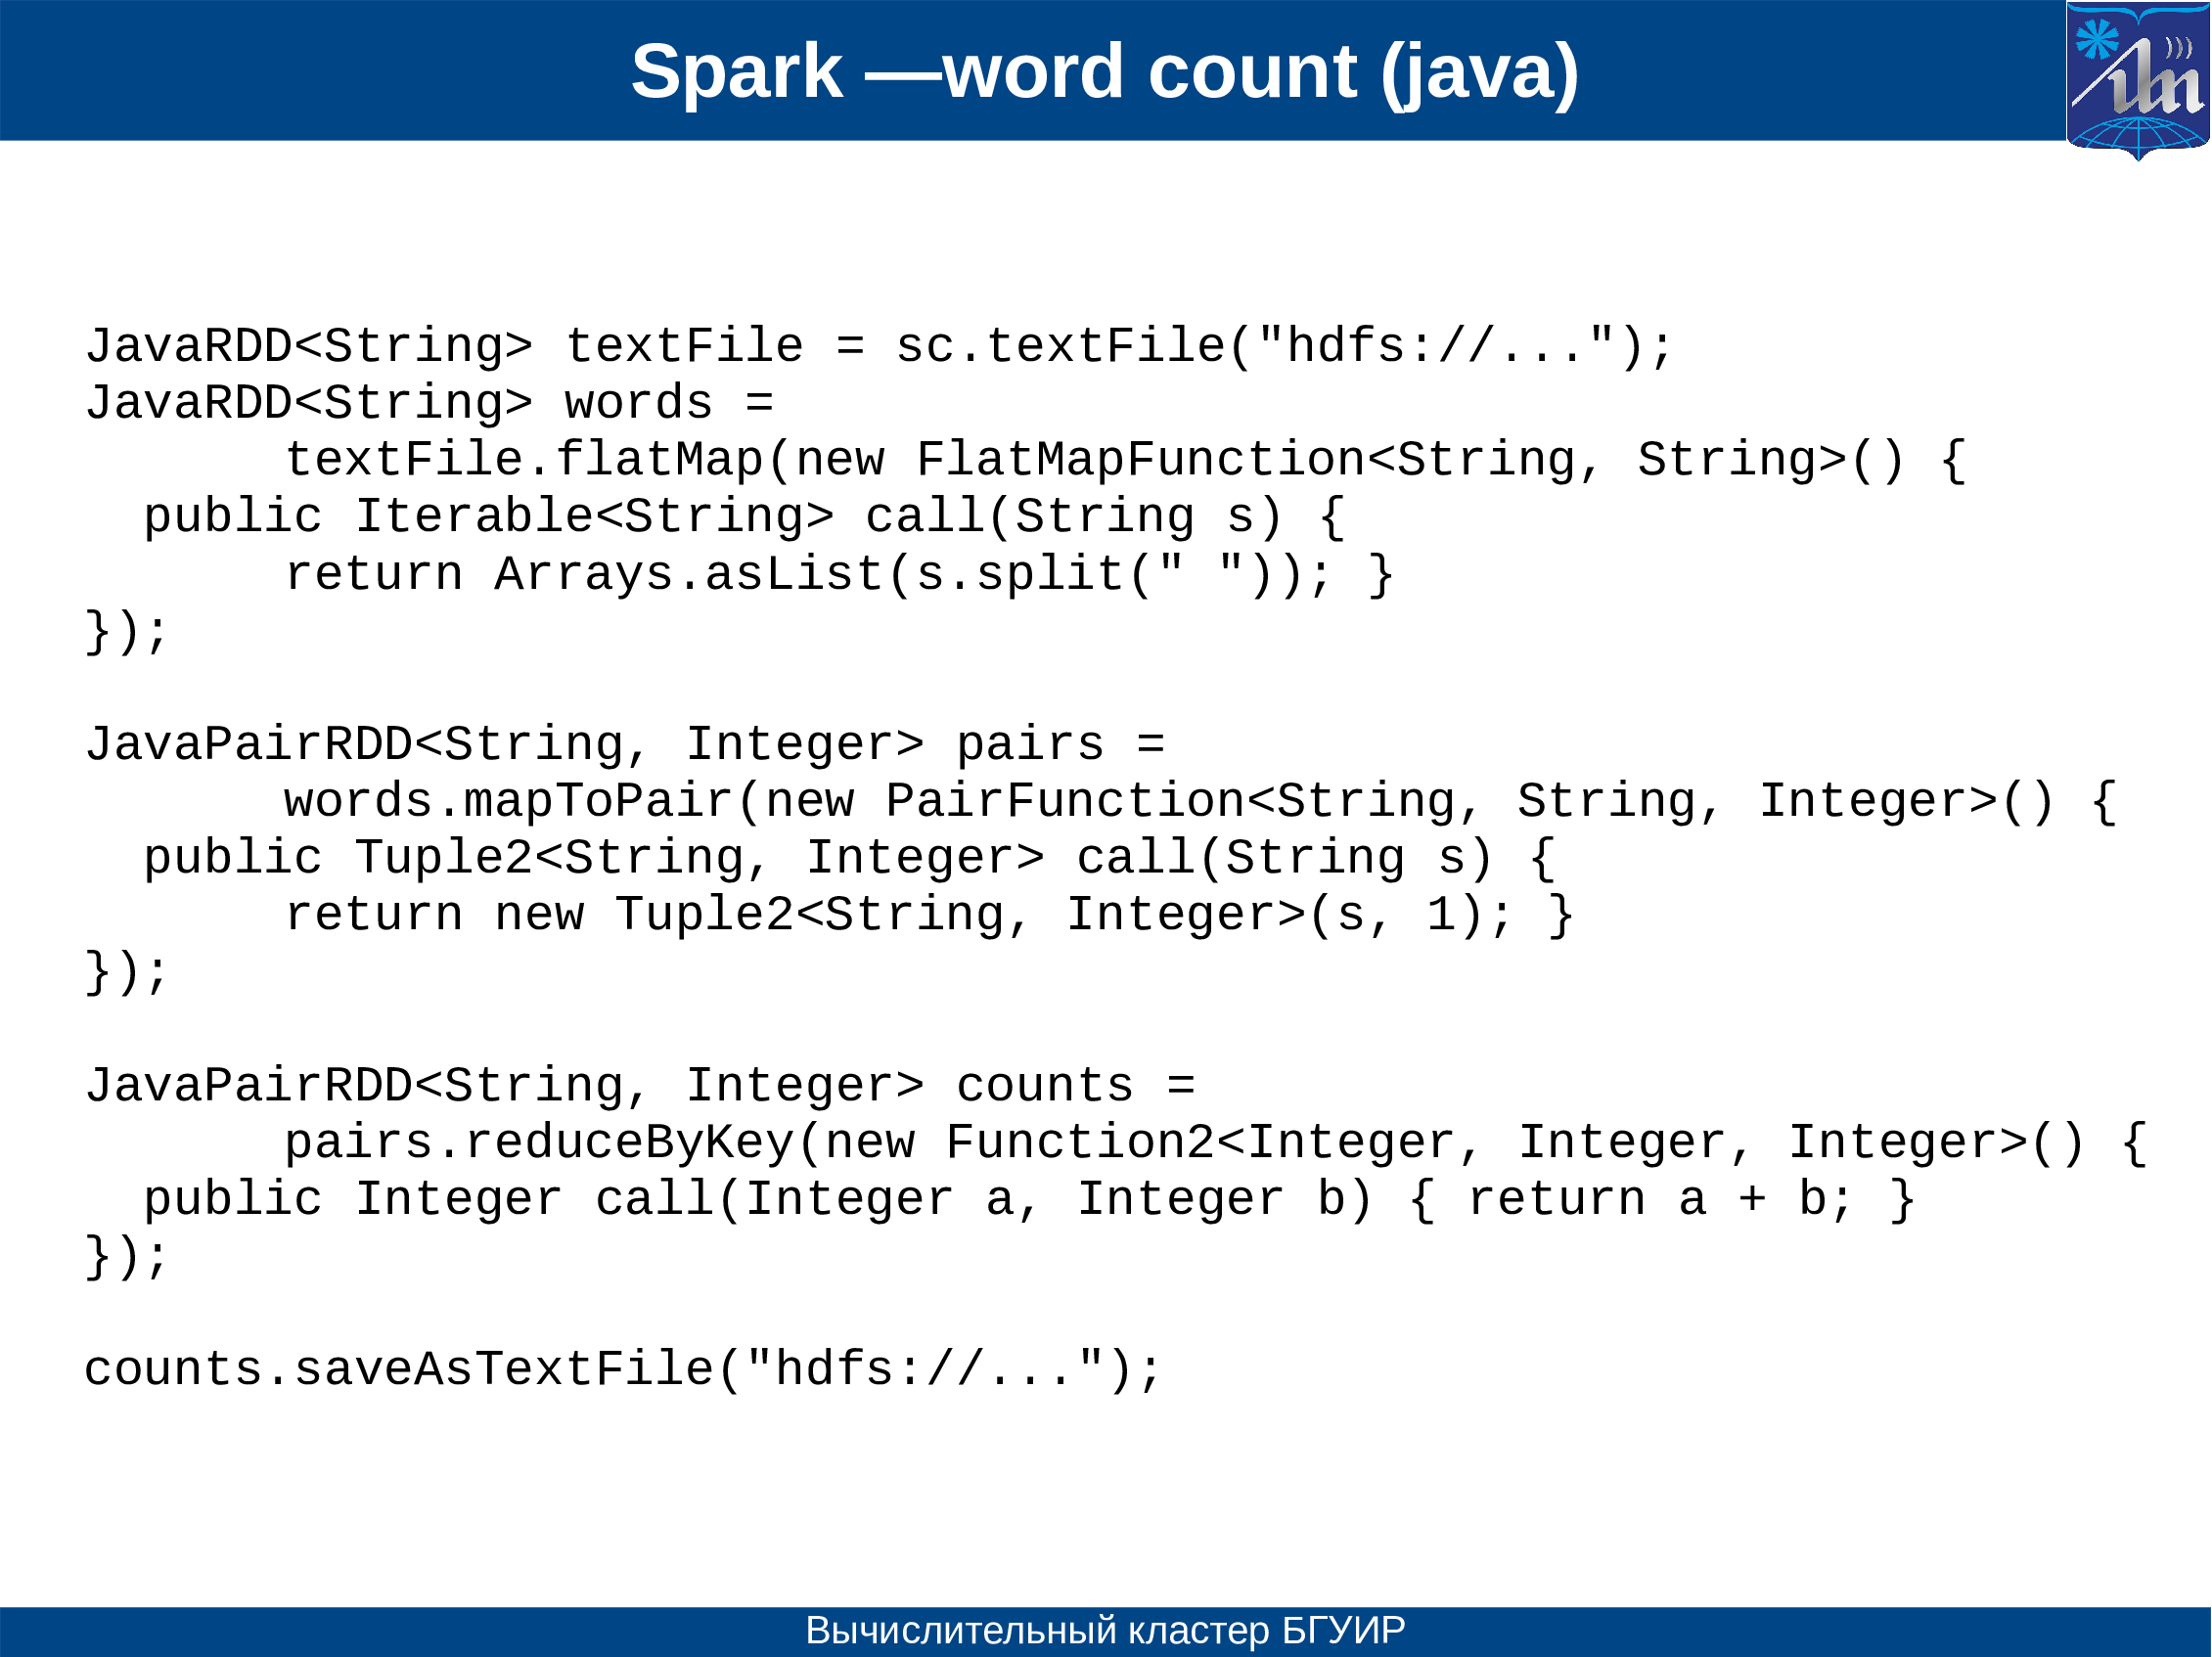 Spark —word count (java)
JavaRDD<String> textFile = sc.textFile("hdfs://...");
JavaRDD<String> words =
textFile.flatMap(new FlatMapFunction<String, String>() {
public Iterable<String> call(String s) {
return Arrays.asList(s.split(" ")); }
});
JavaPairRDD<String, Integer> pairs =
words.mapToPair(new PairFunction<String, String, Integer>() {
public Tuple2<String, Integer> call(String s) {
return new Tuple2<String, Integer>(s, 1); }
});
JavaPairRDD<String, Integer> counts =
pairs.reduceByKey(new Function2<Integer, Integer, Integer>() {
public Integer call(Integer a, Integer b) { return a + b; }
});
counts.saveAsTextFile("hdfs://...");
Вычислительный кластер БГУИР